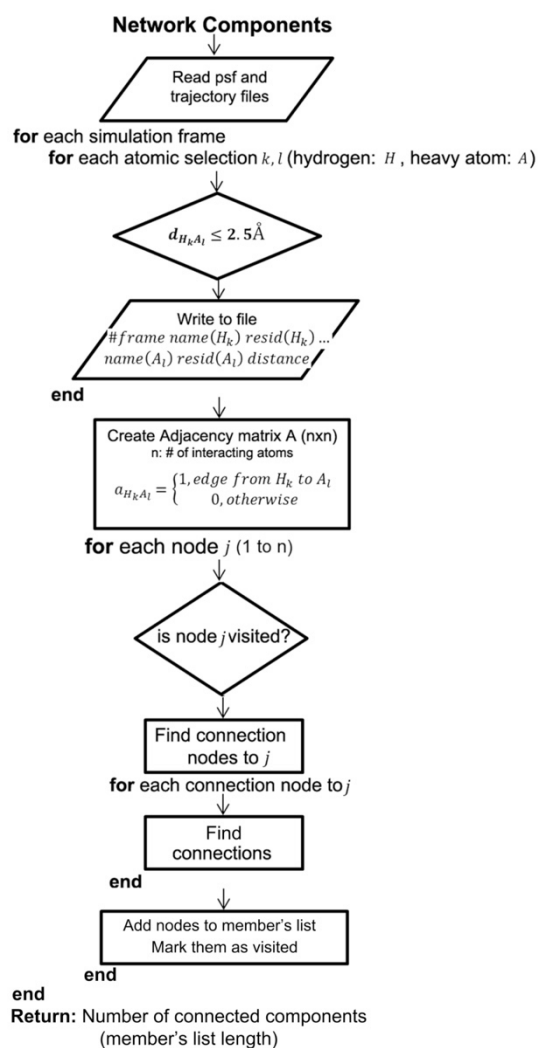 Network Components
Read psf and
trajectory files
for each simulation frame
for each atomic selection k, l (hydrogen: H , heavy atom: A)
d_{H_kA_l} ≤ 2.5Å
Write to file
#frame name(H_k) resid(H_k) ...
name(A_l) resid(A_l) distance
end
Create Adjacency matrix A (nxn)
n: # of interacting atoms
a_{H_kA_l} = {1, edge from H_k to A_l
0, otherwise
for each node j (1 to n)
is node j visited?
Find connection
nodes to j
for each connection node to j
Find
connections
end
Add nodes to member's list
Mark them as visited
end
end
Return: Number of connected components
(member's list length)